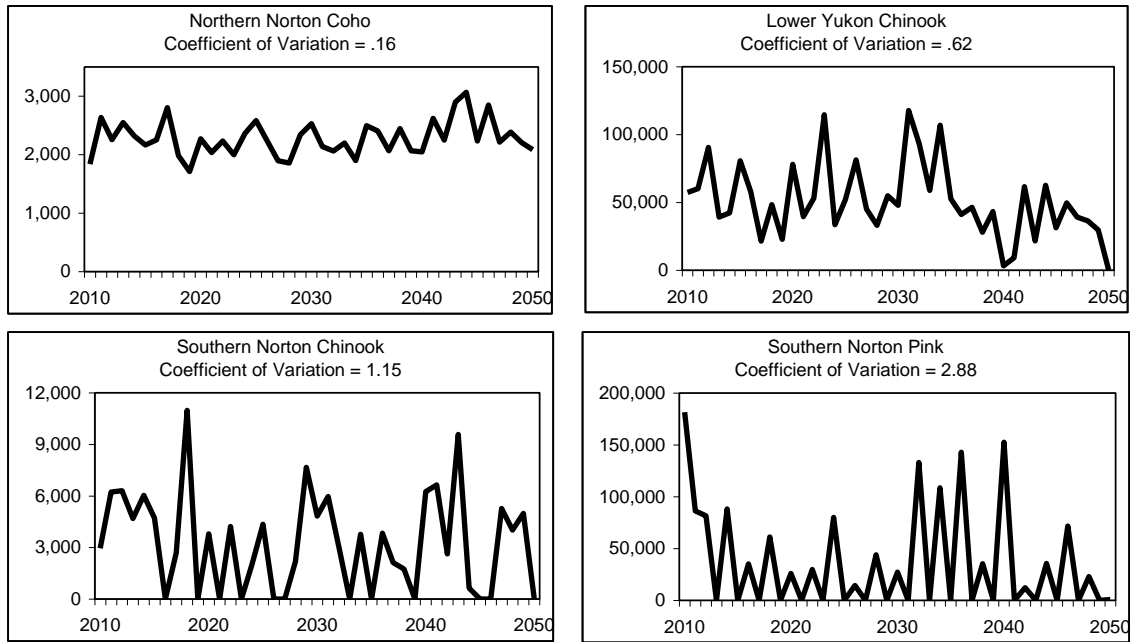 Northern Norton Coho
Coefficient of Variation = .16
3,000
2,000
1,000
0
2010 2020 2030 2040 2050
Lower Yukon Chinook
Coefficient of Variation = .62
150,000
100,000
50,000
0
2010 2020 2030 2040 2050
Southern Norton Chinook
Coefficient of Variation = 1.15
12,000
9,000
6,000
3,000
0
2010 2020 2030 2040 2050
Southern Norton Pink
Coefficient of Variation = 2.88
200,000
150,000
100,000
50,000
0
2010 2020 2030 2040 2050